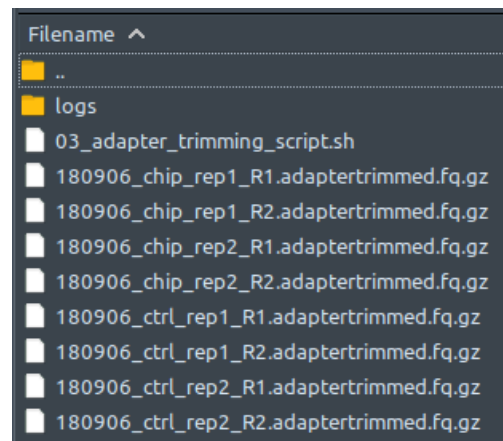 Filename
..
logs
03_adapter_trimming_script.sh
180906_chip_rep1_R1.adaptertrimmed.fq.gz
180906_chip_rep1_R2.adaptertrimmed.fq.gz
180906_chip_rep2_R1.adaptertrimmed.fq.gz
180906_chip_rep2_R2.adaptertrimmed.fq.gz
180906_ctrl_rep1_R1.adaptertrimmed.fq.gz
180906_ctrl_rep1_R2.adaptertrimmed.fq.gz
180906_ctrl_rep2_R1.adaptertrimmed.fq.gz
180906_ctrl_rep2_R2.adaptertrimmed.fq.gz